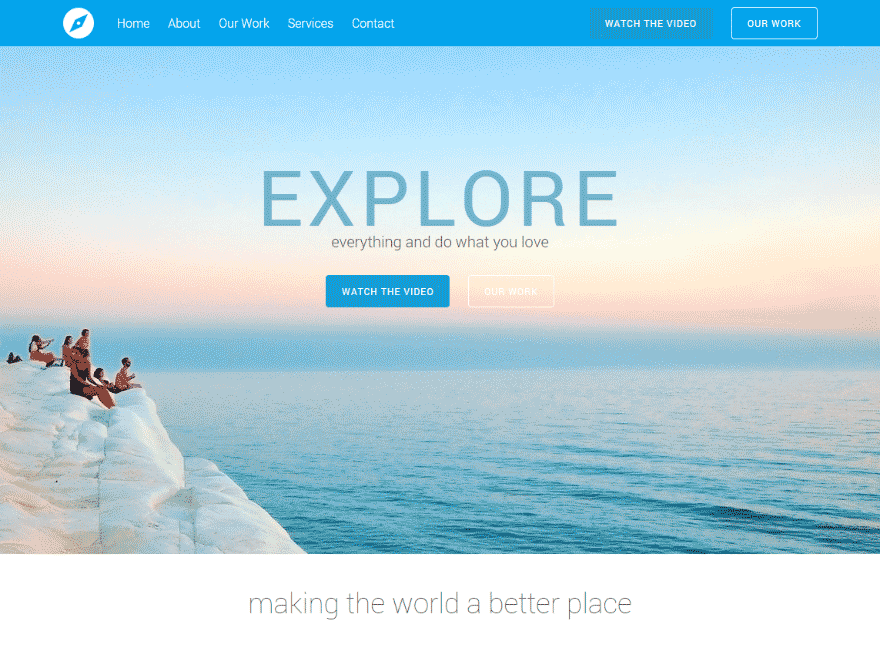 Home About Our Work Services Contact WATCH THE VIDEO OUR WORK
EXPLORE
everything and do what you love
WATCH THE VIDEO OUR WORK
making the world a better place